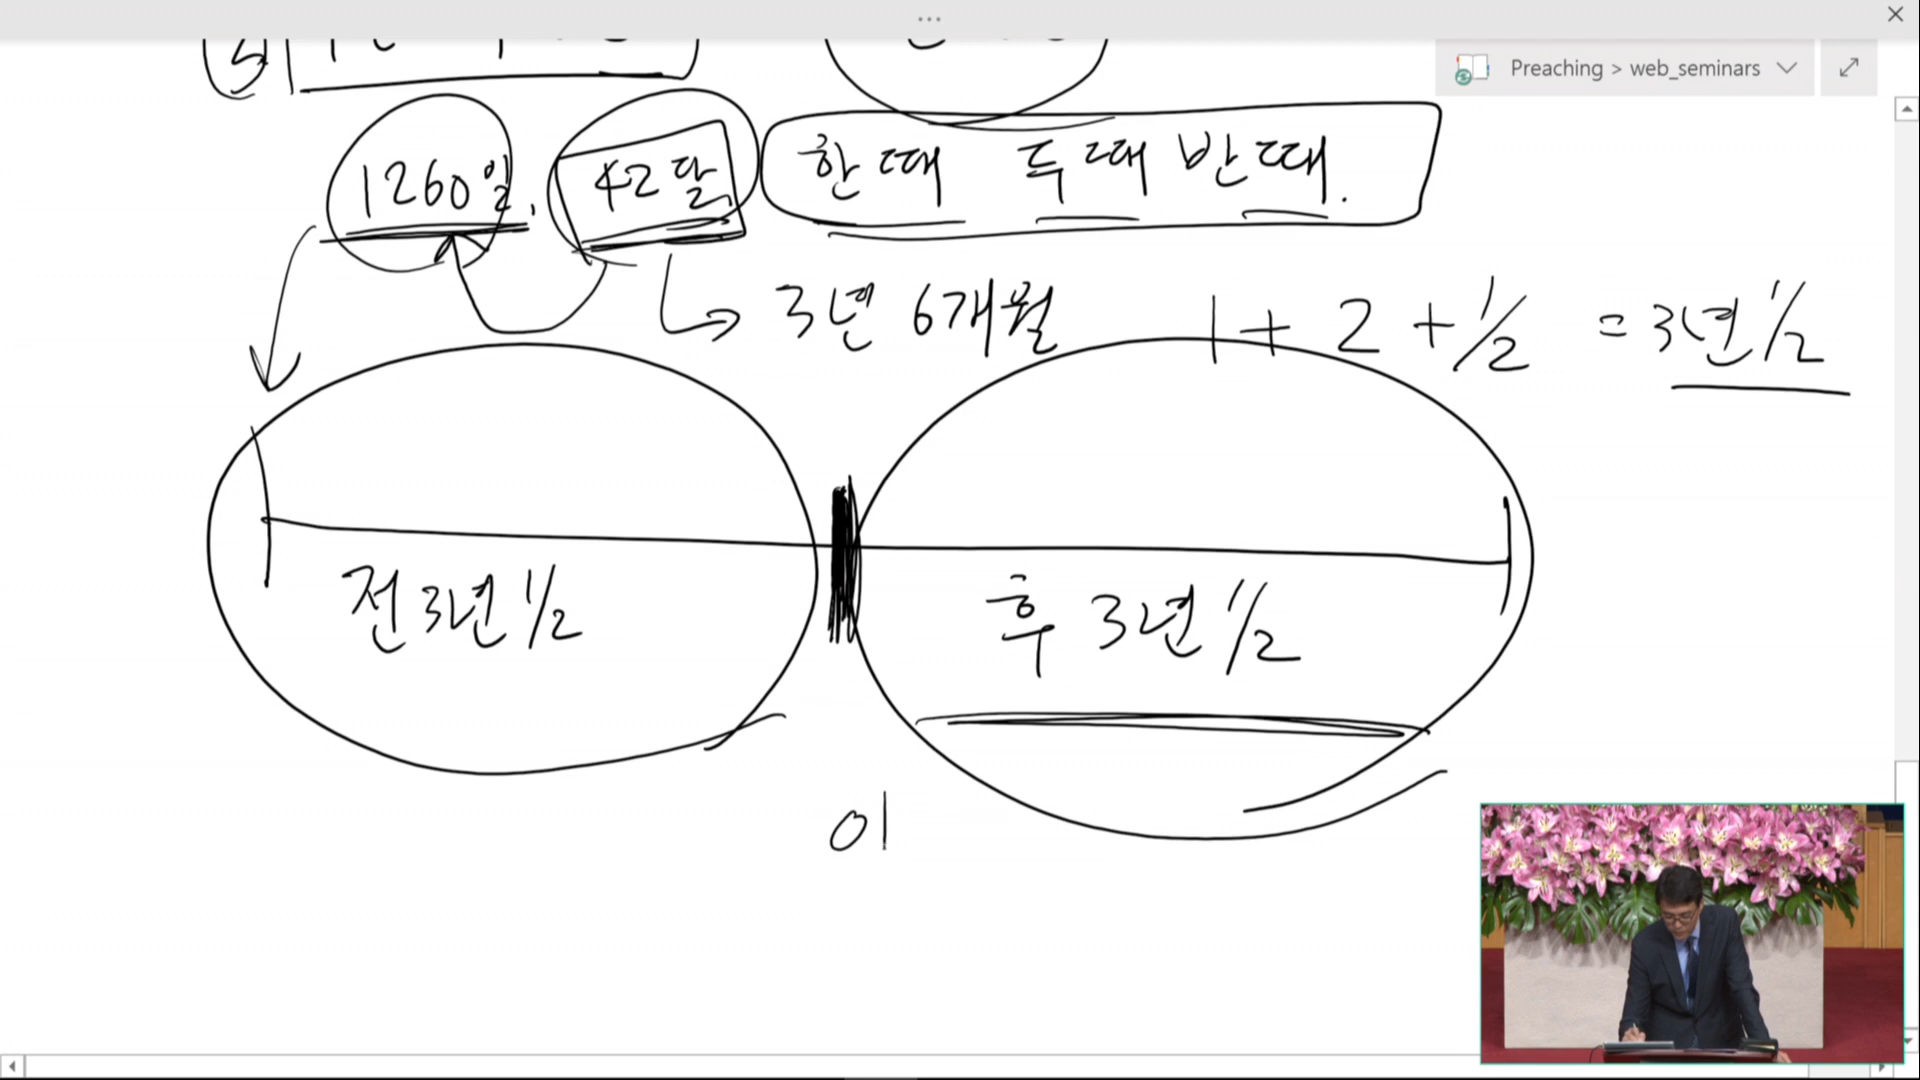 Preaching > web_seminars
1260일, 42달, 한때 두때 반때.
3년 6개월 1 + 2 + 1/2 = 3년 1/2
전 3년 1/2 후 3년 1/2
이